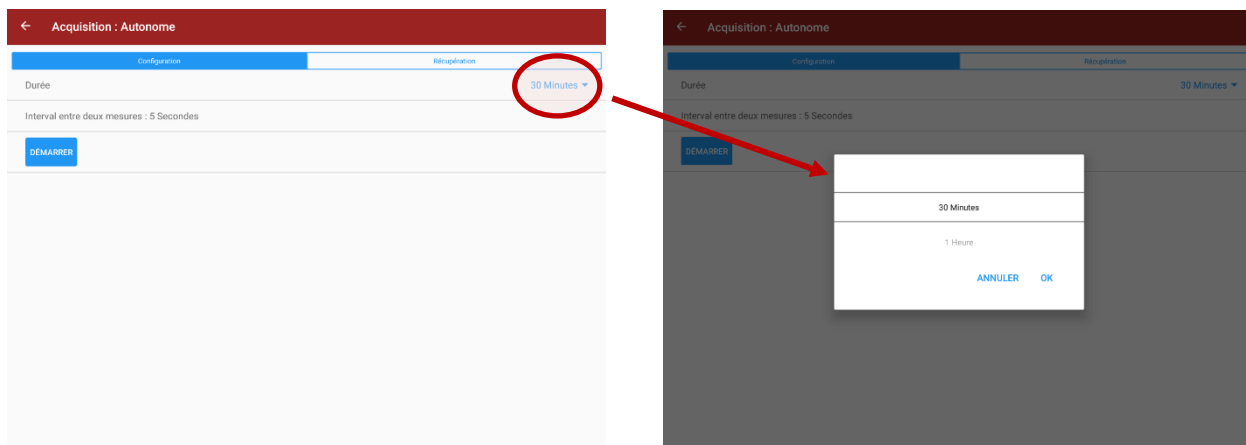 ← Acquisition : Autonome
Configuration
Récupération
Durée
30 Minutes
Interval entre deux mesures : 5 Secondes
DÉMARRER
← Acquisition : Autonome
Configuration
Récupération
Durée
30 Minutes
Interval entre deux mesures : 5 Secondes
DÉMARRER
30 Minutes
1 Heure
ANNULER OK